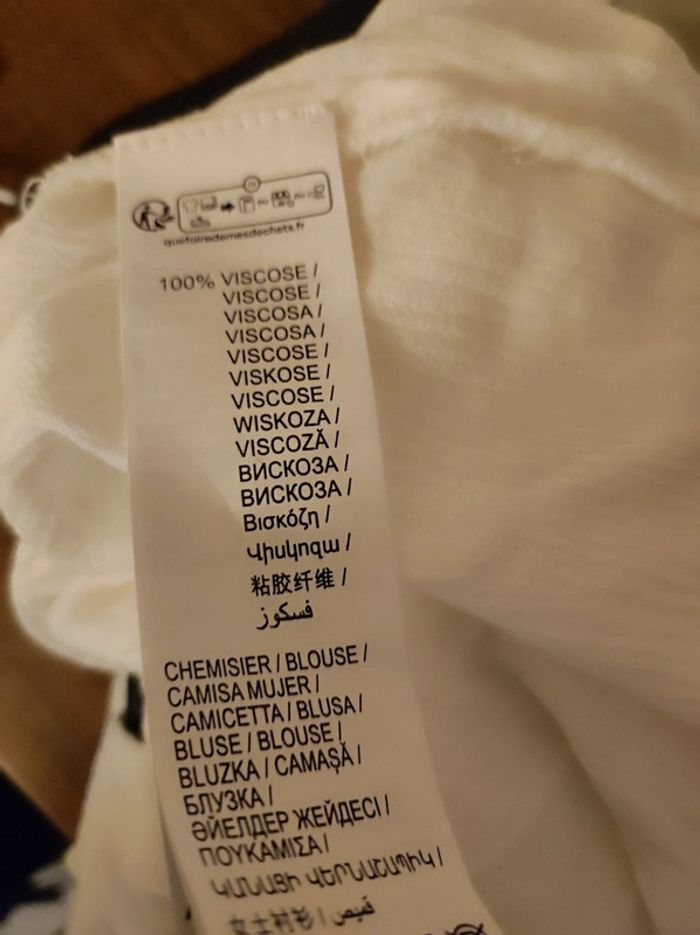 quefairedemesdechets.fr
100% VISCOSE /
VISCOSE /
VISCOSA /
VISCOSA /
VISCOSE /
VISKOSE /
VISCOSE /
WISKOZA /
VISCOZĂ /
ВИСКОЗА /
ВИСКОЗА /
Βισκόζη /
Վիսկոզա /
粘胶纤维 /
فسكوز
CHEMISIER / BLOUSE /
CAMISA MUJER /
CAMICETTA / BLUSA /
BLUSE / BLOUSE /
BLUZKA / CAMAȘĂ /
БЛУЗКА /
ӘЙЕЛДЕР ЖЕЙДЕСІ /
ΠΟΥΚΑΜΙΣΑ /
ԿԱՆԱՑԻ ՎԵՐՆԱՇԱՊԻԿ /
女士衬衫 / قميص